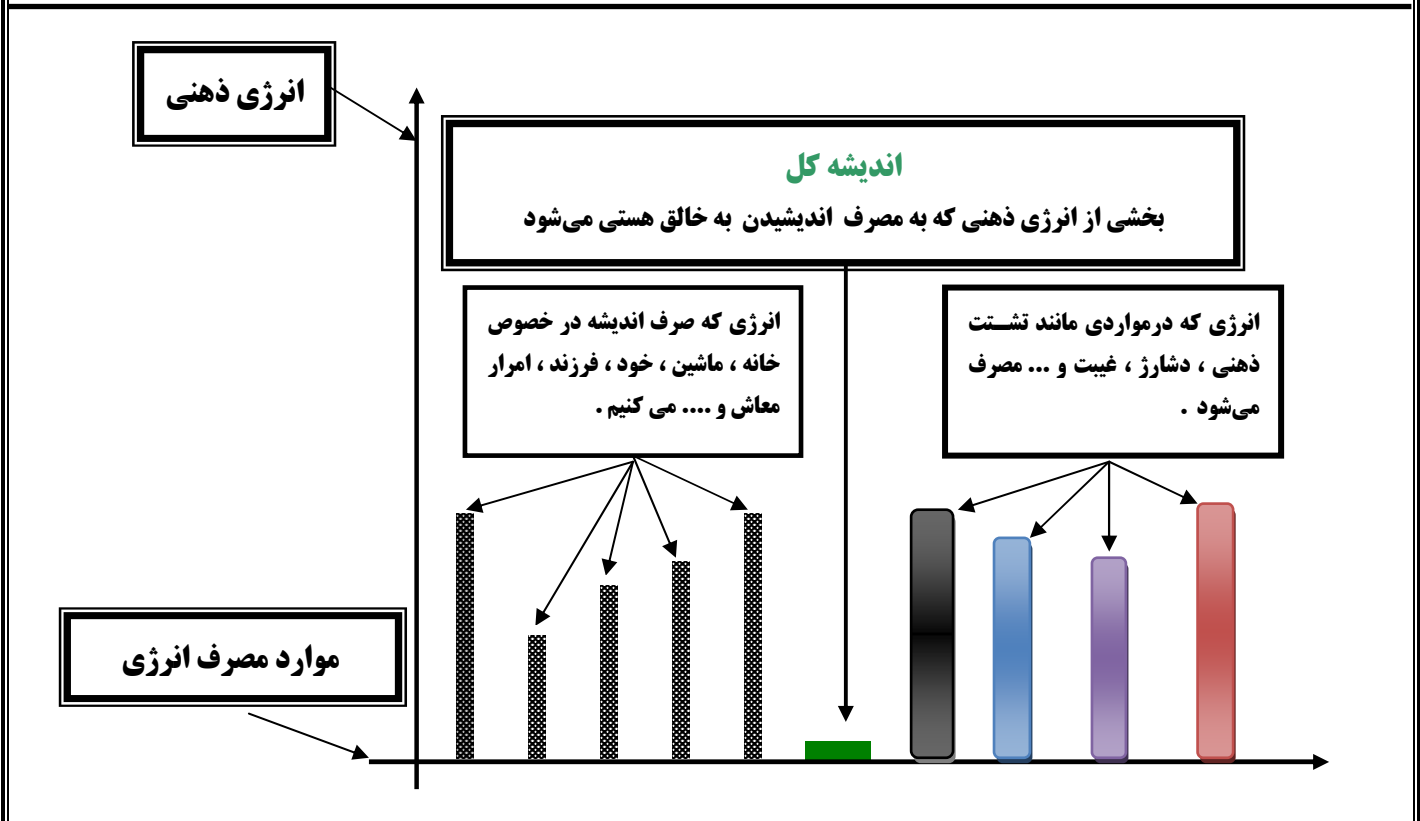 انرژی ذهنی
اندیشه کل
بخشی از انرژی ذهنی که به مصرف اندیشیدن به خالق هستی می‌شود
انرژی که درمواردی مانند تشــتت
ذهنی ، دشارژ ، غیبت و ... مصرف
می‌شود .
انرژی که صرف اندیشه در خصوص
خانه ، ماشین ، خود ، فرزند ، امرار
معاش و .... می کنیم .
موارد مصرف انرژی